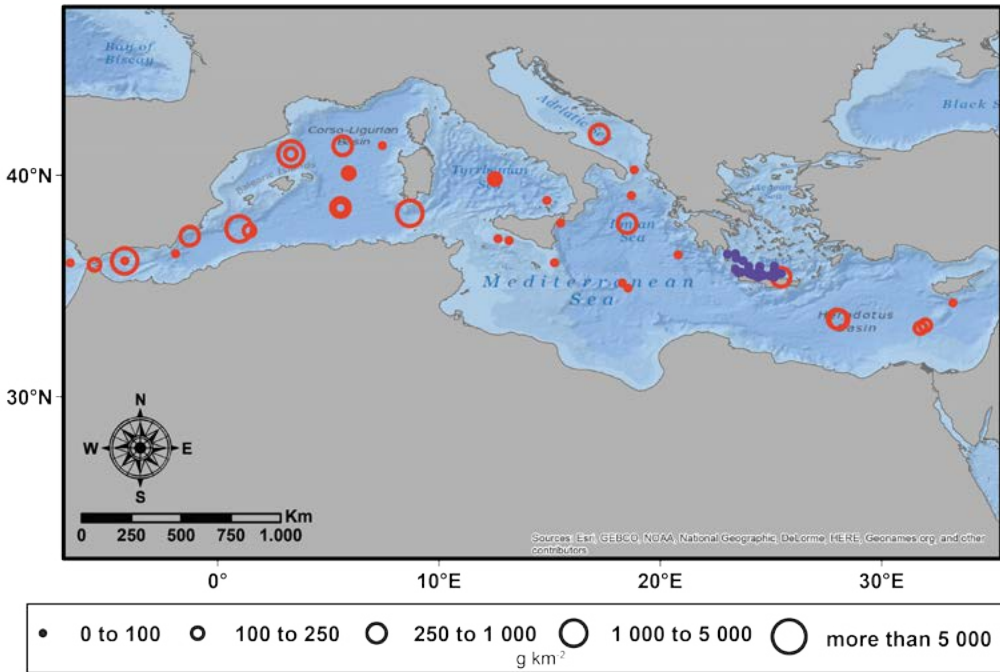 Bay of
Biscay
Black S
Adriatic
Corso-Ligurian
Basin
40°N
Balearic
Tyrrhenian
Sea
Aegean
Sea
Ionian
Sea
Mediterranean
Sea
Herodotus
Basin
30°N
N
W E
S
Km
0 250 500 750 1.000
Sources: Esri, GEBCO, NOAA, National Geographic, DeLorme, HERE, Geonames.org, and other
contributors
0° 10°E 20°E 30°E
0 to 100 100 to 250 250 to 1 000 1 000 to 5 000 more than 5 000
g km⁻²